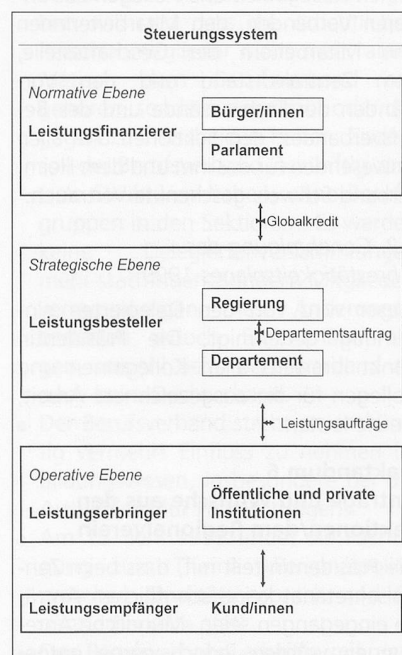 Steuerungssystem
Normative Ebene
Bürger/innen
Leistungsfinanzierer
Parlament
Globalkredit
Strategische Ebene
Regierung
Leistungsbesteller
Departementsauftrag
Departement
Leistungsaufträge
Operative Ebene
Öffentliche und private
Leistungserbringer
Institutionen
Leistungsempfänger Kund/innen